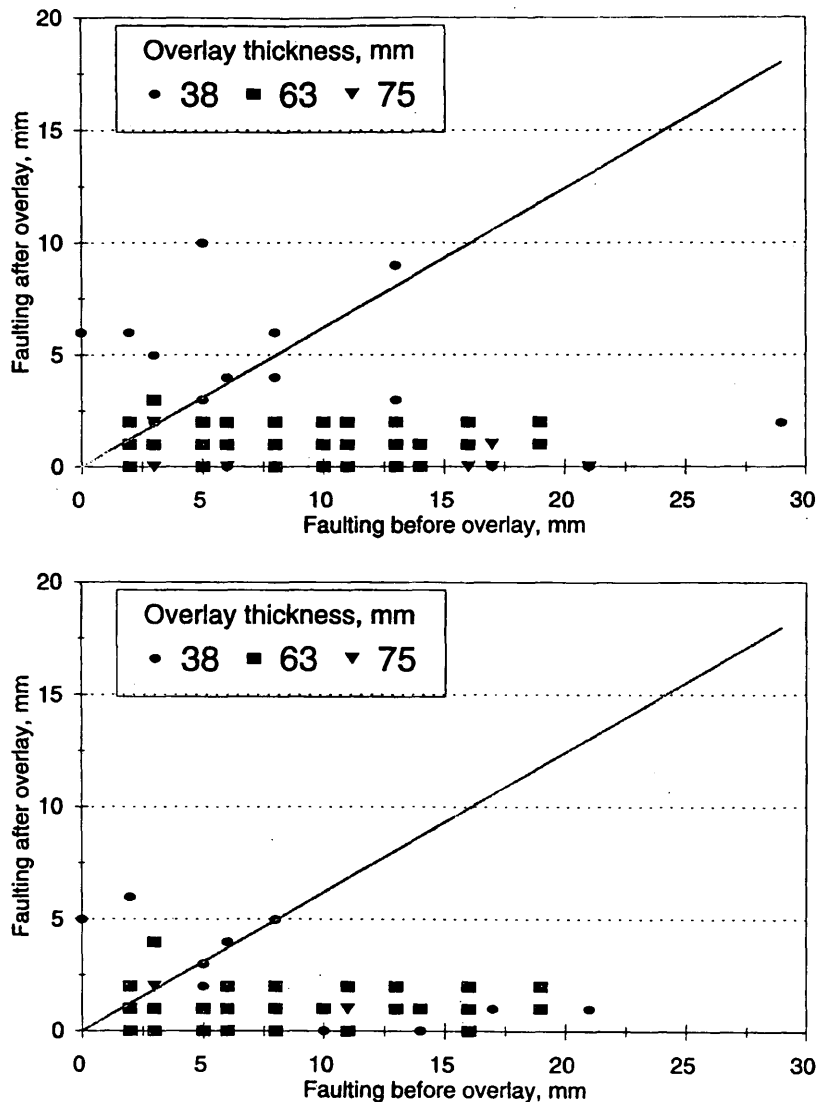 20
15
10
5
0
Faulting after overlay, mm
Overlay thickness, mm
38 63 75
0 5 10 15 20 25 30
Faulting before overlay, mm
20
15
10
5
0
Faulting after overlay, mm
Overlay thickness, mm
38 63 75
0 5 10 15 20 25 30
Faulting before overlay, mm